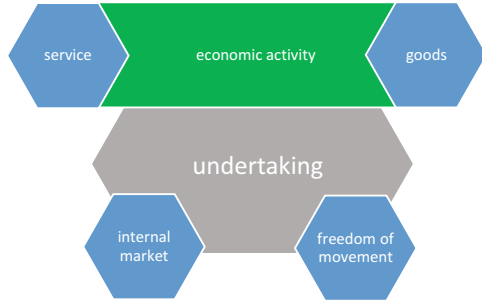 service
economic activity
goods
undertaking
internal
market
freedom of
movement